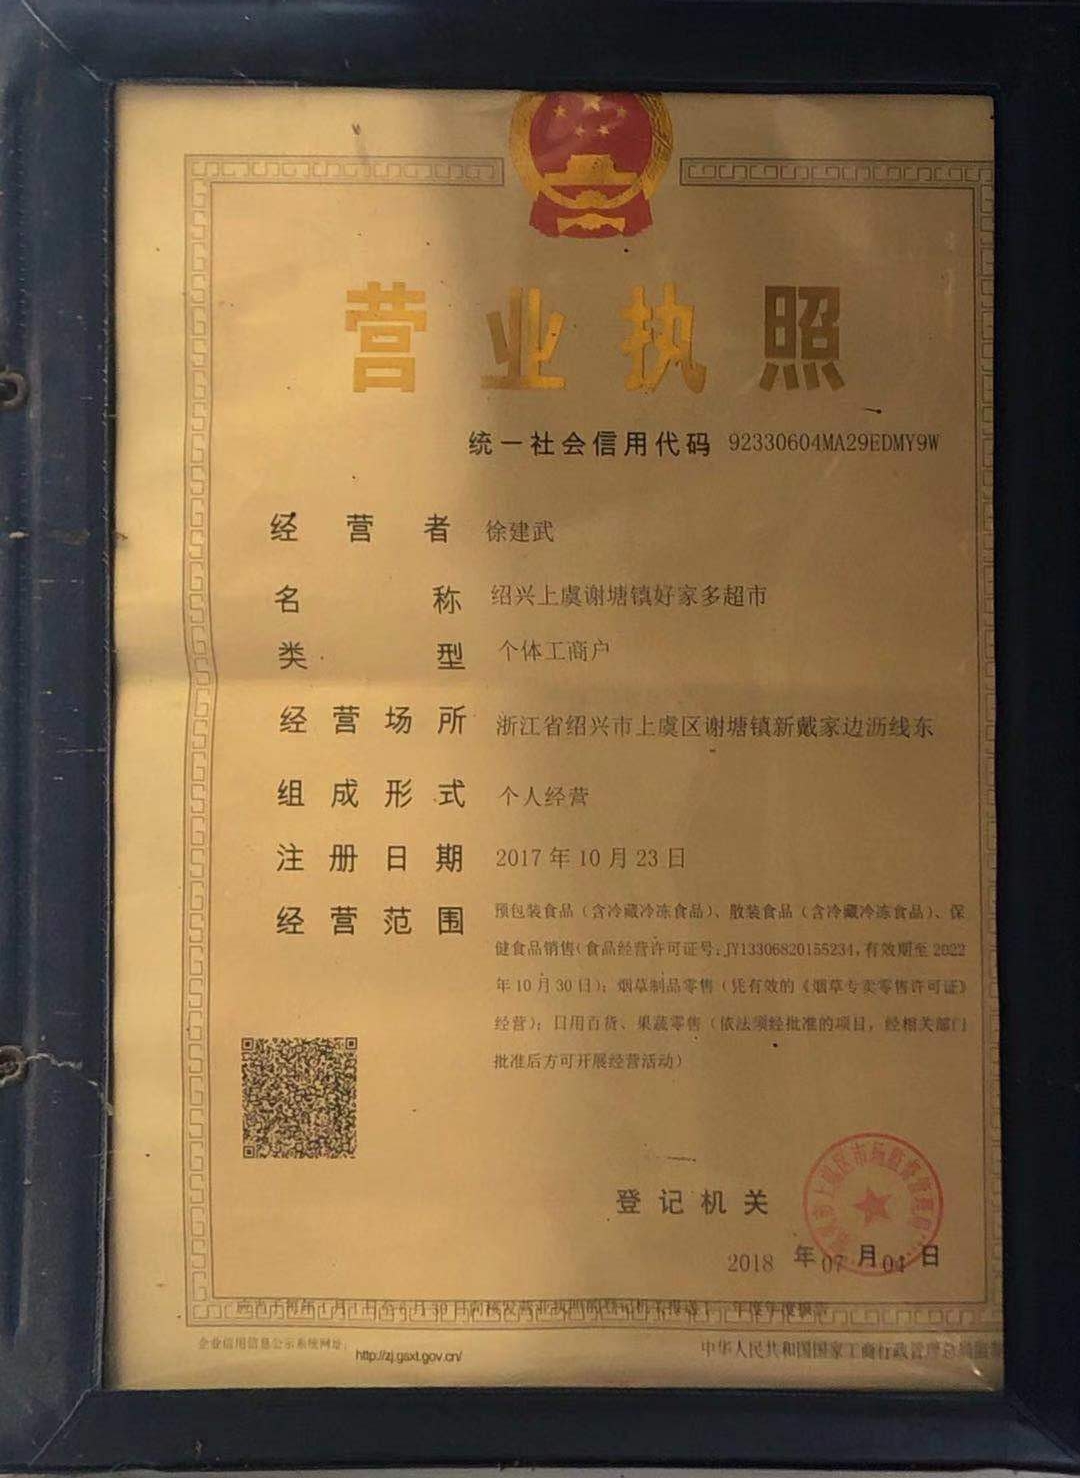 营业执照
统一社会信用代码 92330604MA29EDMY9W
经营者 徐建武
名称 绍兴上虞谢塘镇好家多超市
类型 个体工商户
经营场所 浙江省绍兴市上虞区谢塘镇新戴家边沥线东
组成形式 个人经营
注册日期 2017年10月23日
经营范围 预包装食品（含冷藏冷冻食品）、散装食品（含冷藏冷冻食品）、保
健食品销售（食品经营许可证号：JY13306820155234，有效期至2022
年10月30日）；烟草制品零售（凭有效的《烟草专卖零售许可证》
经营）；日用百货、果蔬零售（依法须经批准的项目，经相关部门
批准后方可开展经营活动）
登记机关
2018年07月04日
企业信用信息公示系统网址：http://zj.gsxt.gov.cn/
中华人民共和国国家工商行政管理总局监制